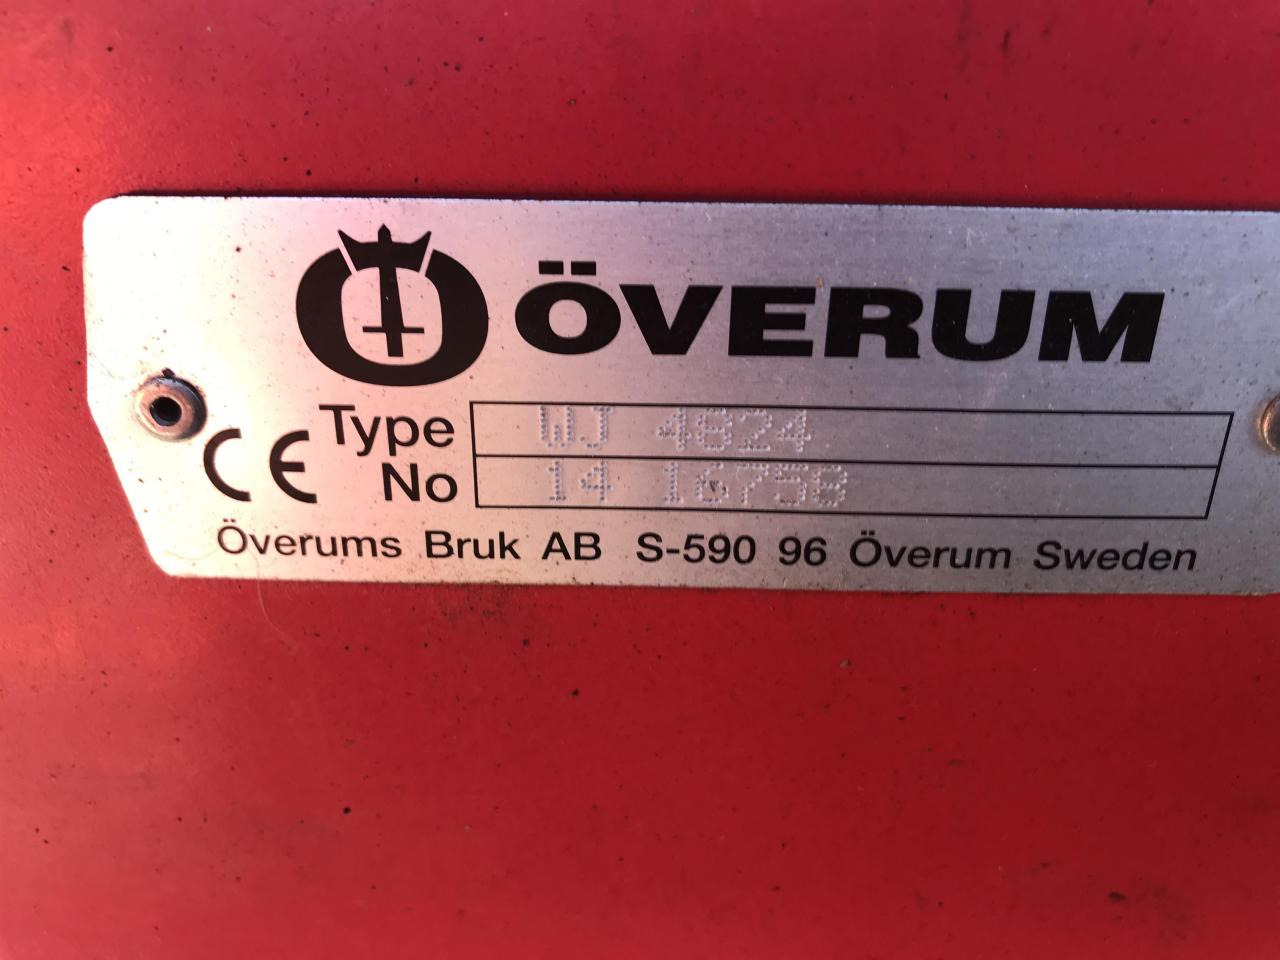 ÖVERUM
Type WJ 4824
CE No 14 16758
Överums Bruk AB S-590 96 Överum Sweden